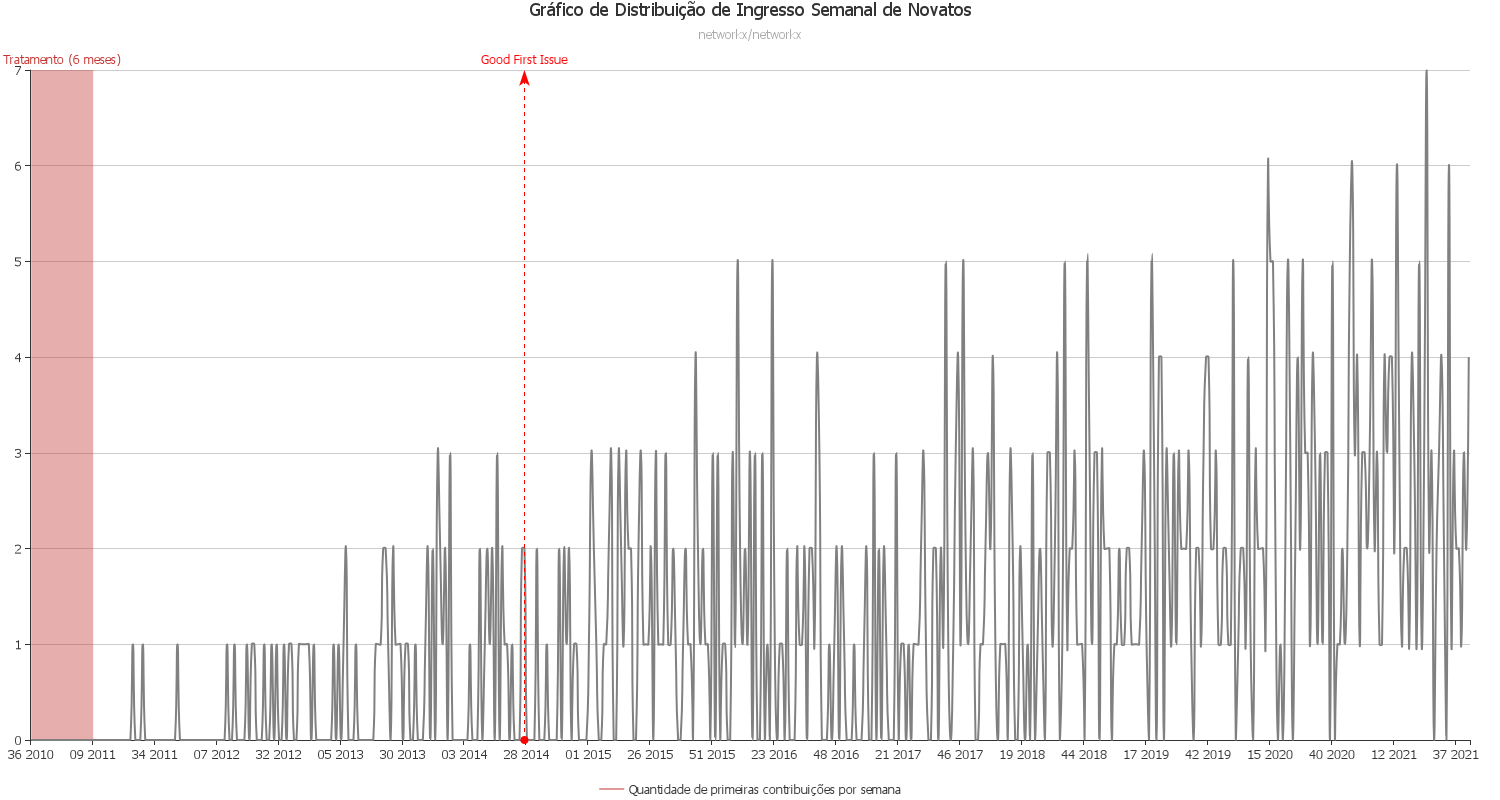 Gráfico de Distribuição de Ingresso Semanal de Novatos
networkx/networkx
Tratamento (6 meses)
Good First Issue
7
6
5
4
3
2
1
0
36 2010 09 2011 34 2011 07 2012 32 2012 05 2013 30 2013 03 2014 28 2014 01 2015 26 2015 51 2015 23 2016 48 2016 21 2017 46 2017 19 2018 44 2018 17 2019 42 2019 15 2020 40 2020 12 2021 37 2021
Quantidade de primeiras contribuições por semana